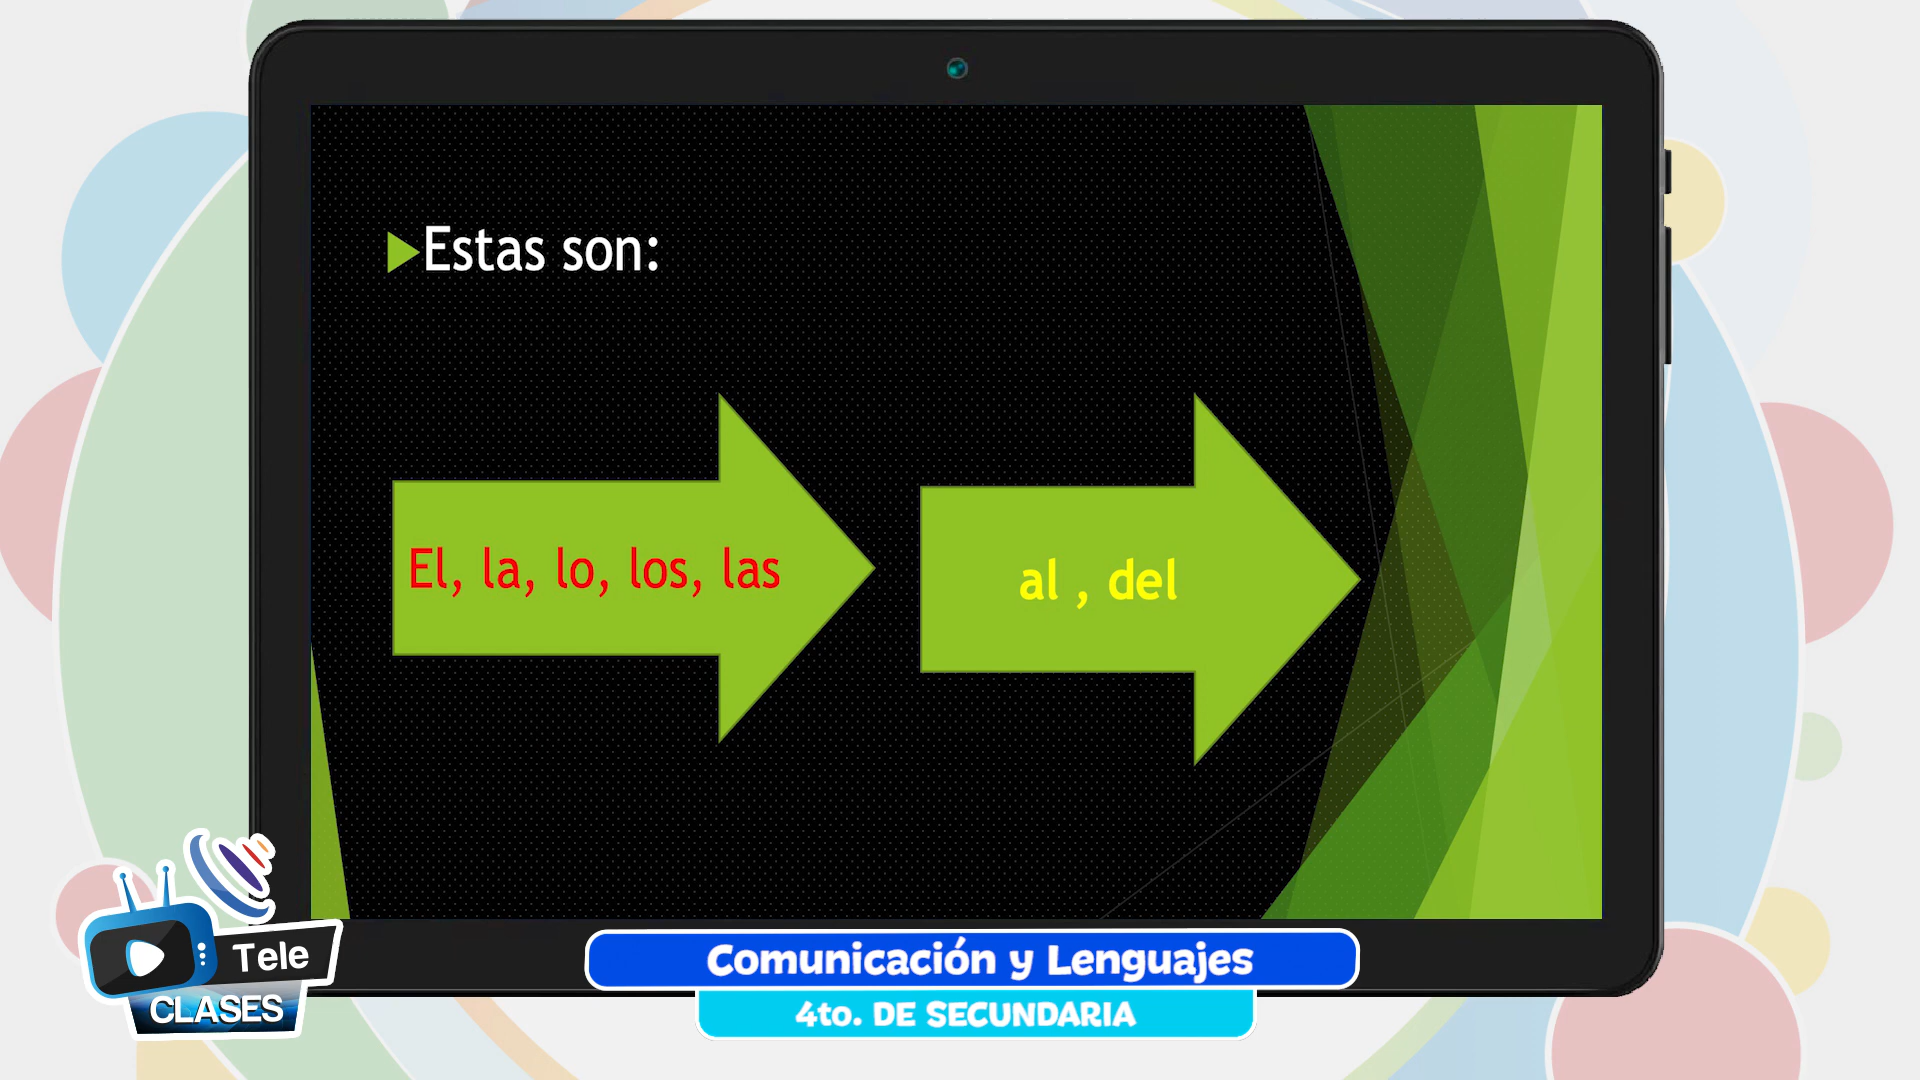 Estas son:
El, la, lo, los, las
al , del
Tele
CLASES
Comunicación y Lenguajes
4to. DE SECUNDARIA